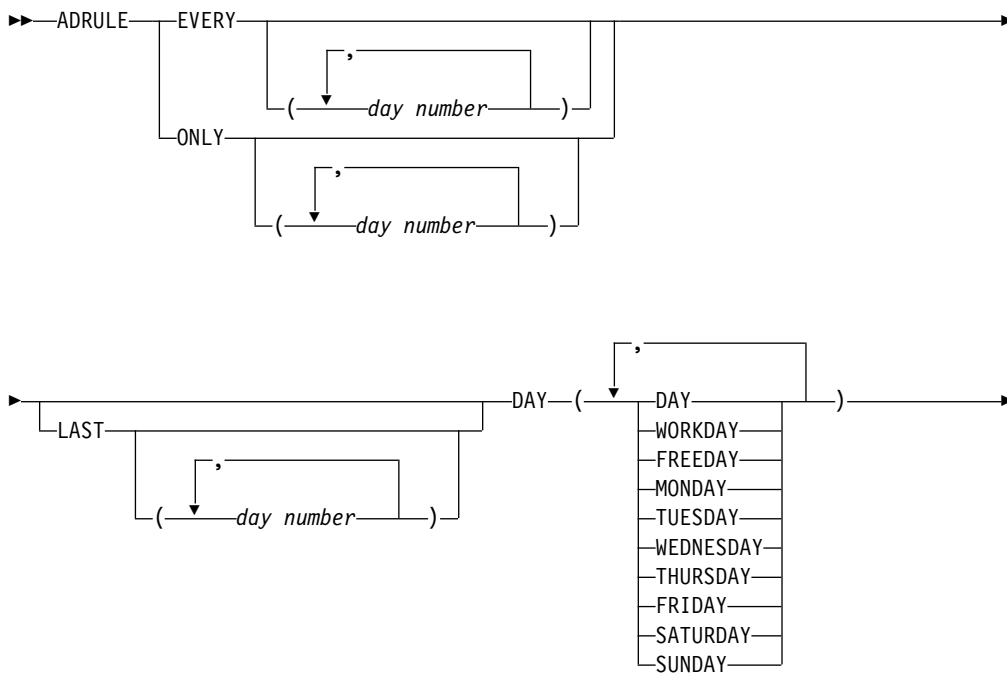 ADRULE EVERY
,
( day number )
ONLY
,
( day number )
,
DAY ( DAY )
LAST WORKDAY
, FREEDAY
MONDAY
( day number ) TUESDAY
WEDNESDAY
THURSDAY
FRIDAY
SATURDAY
SUNDAY